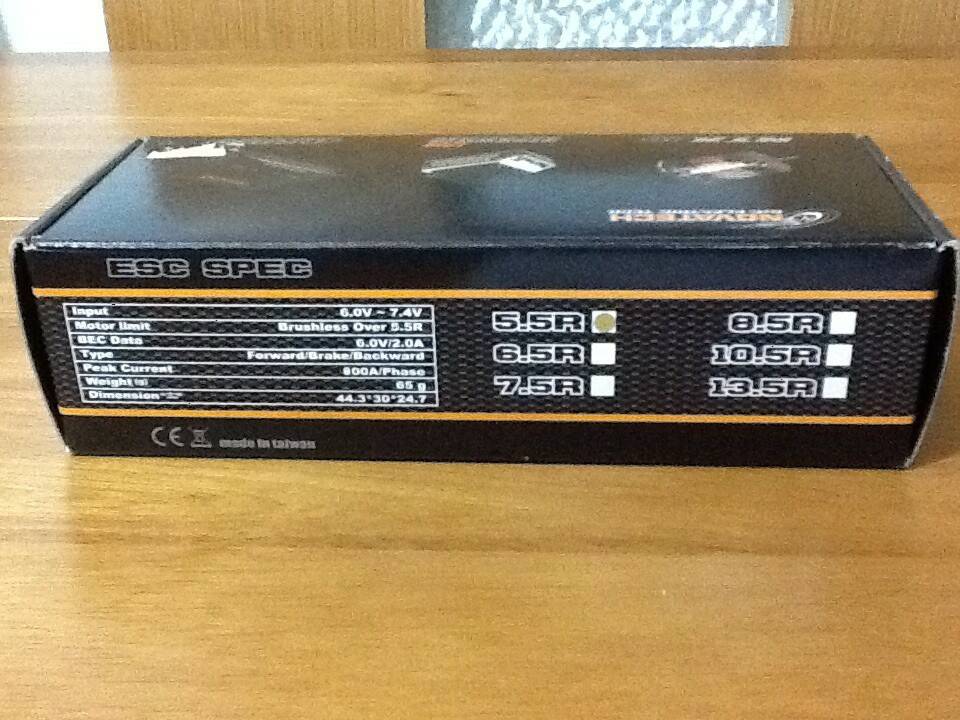 NOVATECH
ESC SPEC
Input 6.0V ~ 7.4V
Motor limit Brushless Over 5.5R
BEC Data 6.0V/2.0A
Type Forward/Brake/Backward
Peak Current 800A/Phase
Weight (g) 65 g
Dimension 44.3*30*24.7
5.5R
6.5R
7.5R
8.5R
10.5R
13.5R
CE made in taiwan